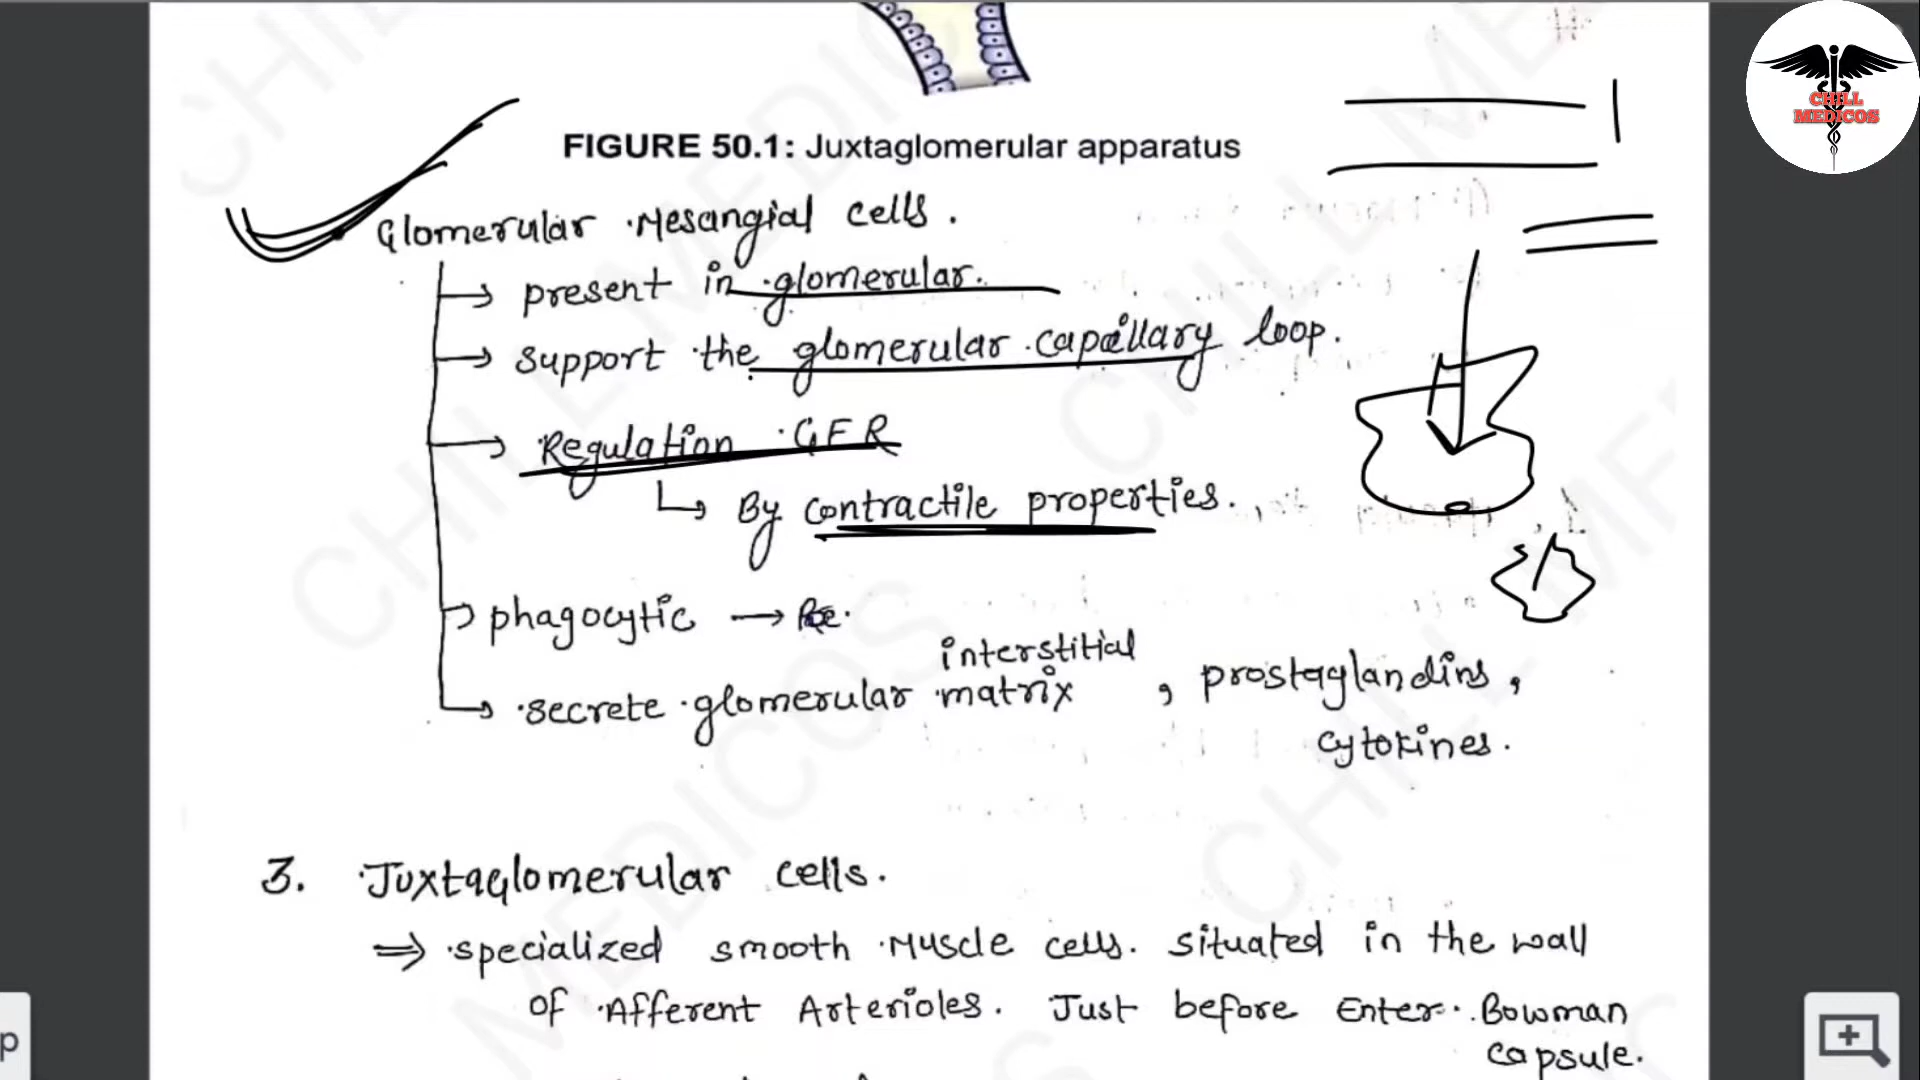 CHILL
MEDICOS
FIGURE 50.1: Juxtaglomerular apparatus
Glomerular Mesangial cells.
→ present in glomerular.
→ support the glomerular capillary loop.
→ Regulation GFR
↳ By contractile properties.
→ phagocytic →
interstitial
→ secrete glomerular matrix , prostaglandins,
cytokines.
3. Juxtaglomerular cells.
⇒ specialized smooth Muscle cells. situated in the wall
of Afferent Arterioles. Just before Enter Bowman
capsule.
p